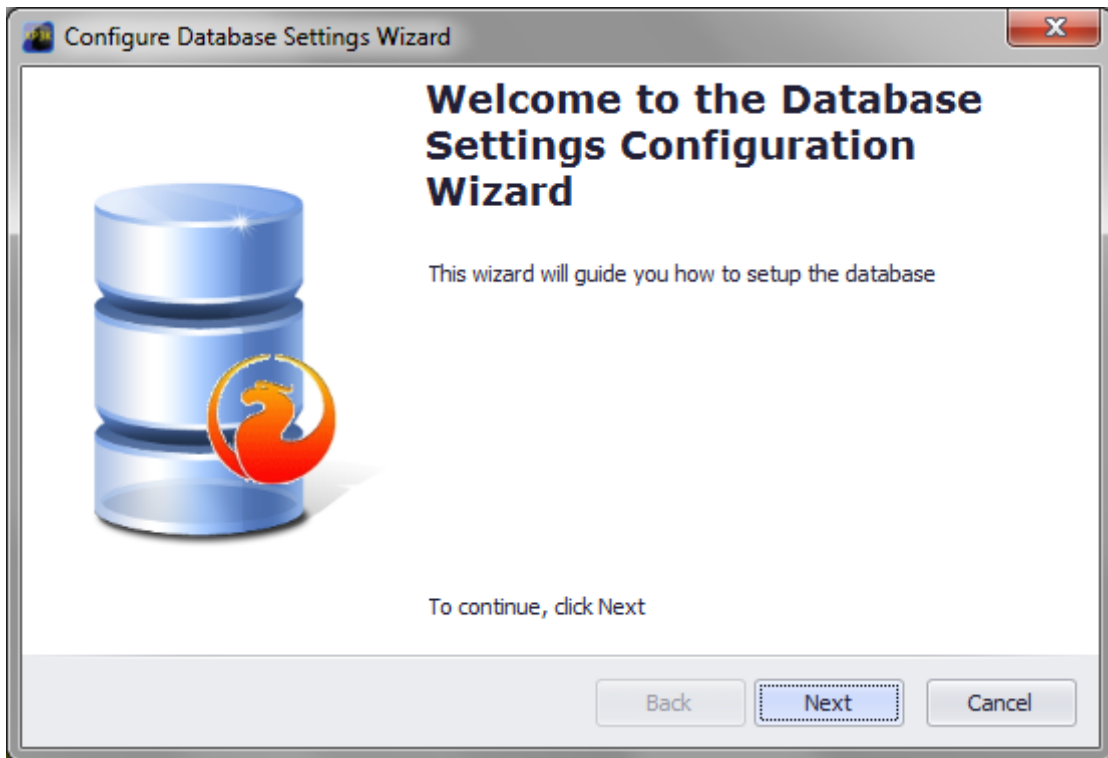 Configure Database Settings Wizard
Welcome to the Database
Settings Configuration
Wizard
This wizard will guide you how to setup the database
To continue, click Next
Back
Next
Cancel